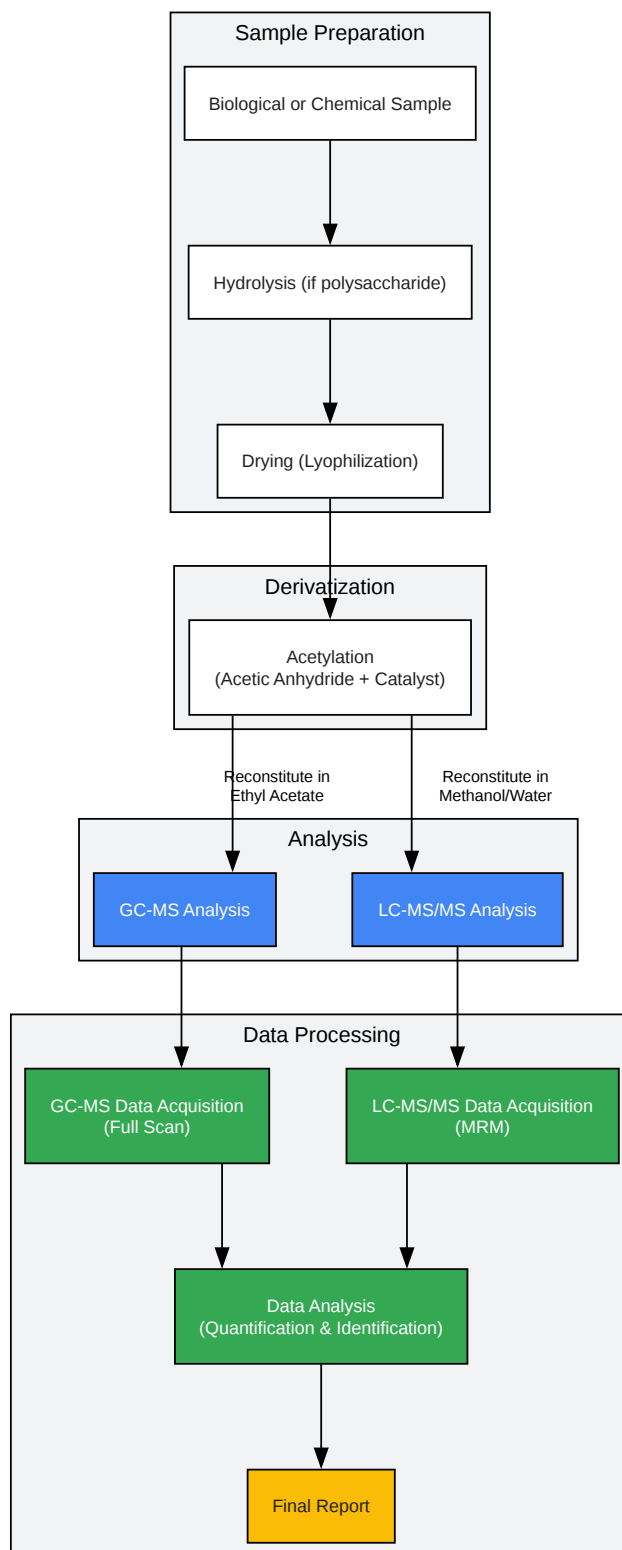 Sample Preparation
Biological or Chemical Sample
Hydrolysis (if polysaccharide)
Drying (Lyophilization)
Derivatization
Acetylation
(Acetic Anhydride + Catalyst)
Reconstitute in
Ethyl Acetate
Reconstitute in
Methanol/Water
Analysis
GC-MS Analysis
LC-MS/MS Analysis
Data Processing
GC-MS Data Acquisition
(Full Scan)
LC-MS/MS Data Acquisition
(MRM)
Data Analysis
(Quantification & Identification)
Final Report